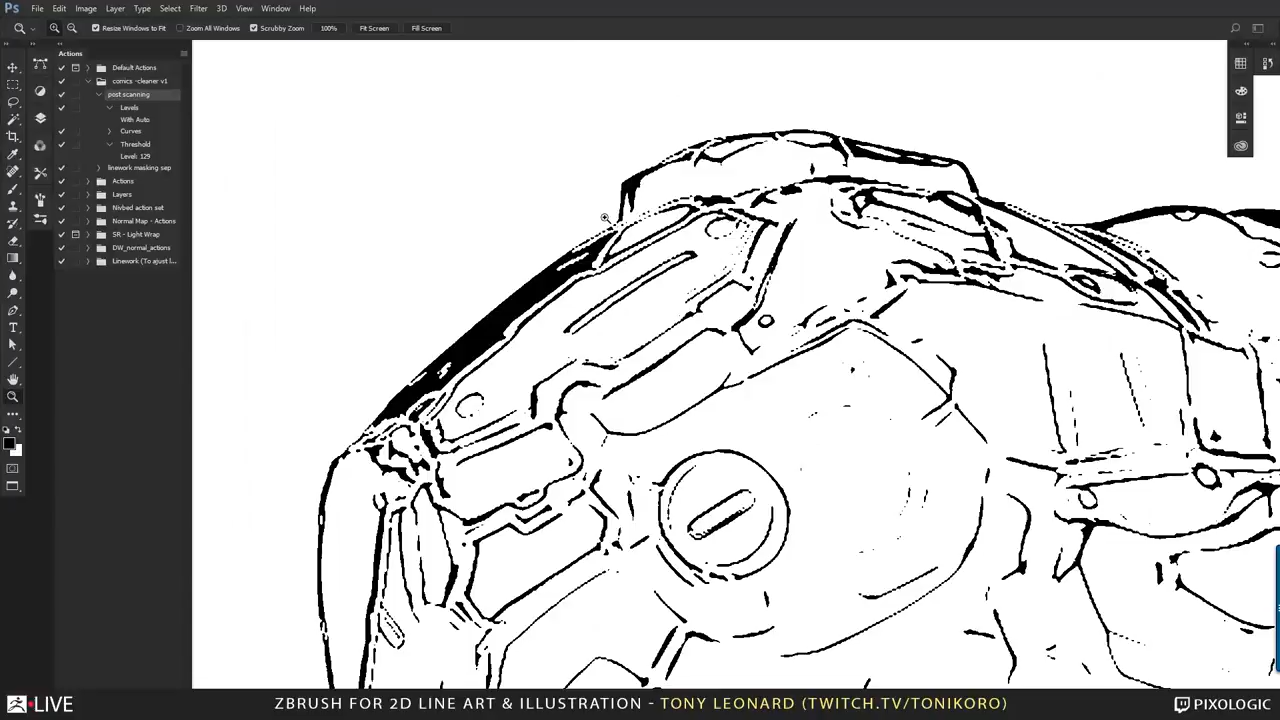 Ps File Edit Image Layer Type Select Filter 3D View Window Help
Resize Windows to Fit Zoom All Windows Scrubby Zoom 100% Fit Screen Fill Screen
Actions
Default Actions
comics -cleaner v1
post scanning
Levels
With Auto
Curves
Threshold
Level: 129
linework masking sep
Actions
Layers
Nivbed action set
Normal Map - Actions
SR - Light Wrap
DW_normal_actions
Linework (To ajust l...
LIVE ZBRUSH FOR 2D LINE ART & ILLUSTRATION - TONY LEONARD (TWITCH.TV/TONIKORO) PIXOLOGIC